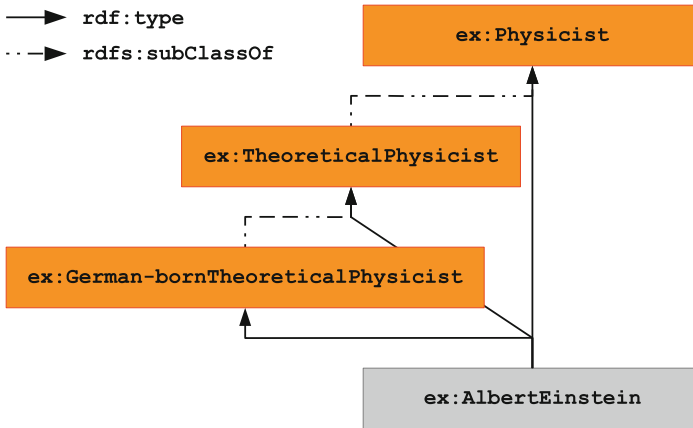 rdf:type
rdfs:subClassOf
ex:Physicist
ex:TheoreticalPhysicist
ex:German-bornTheoreticalPhysicist
ex:AlbertEinstein